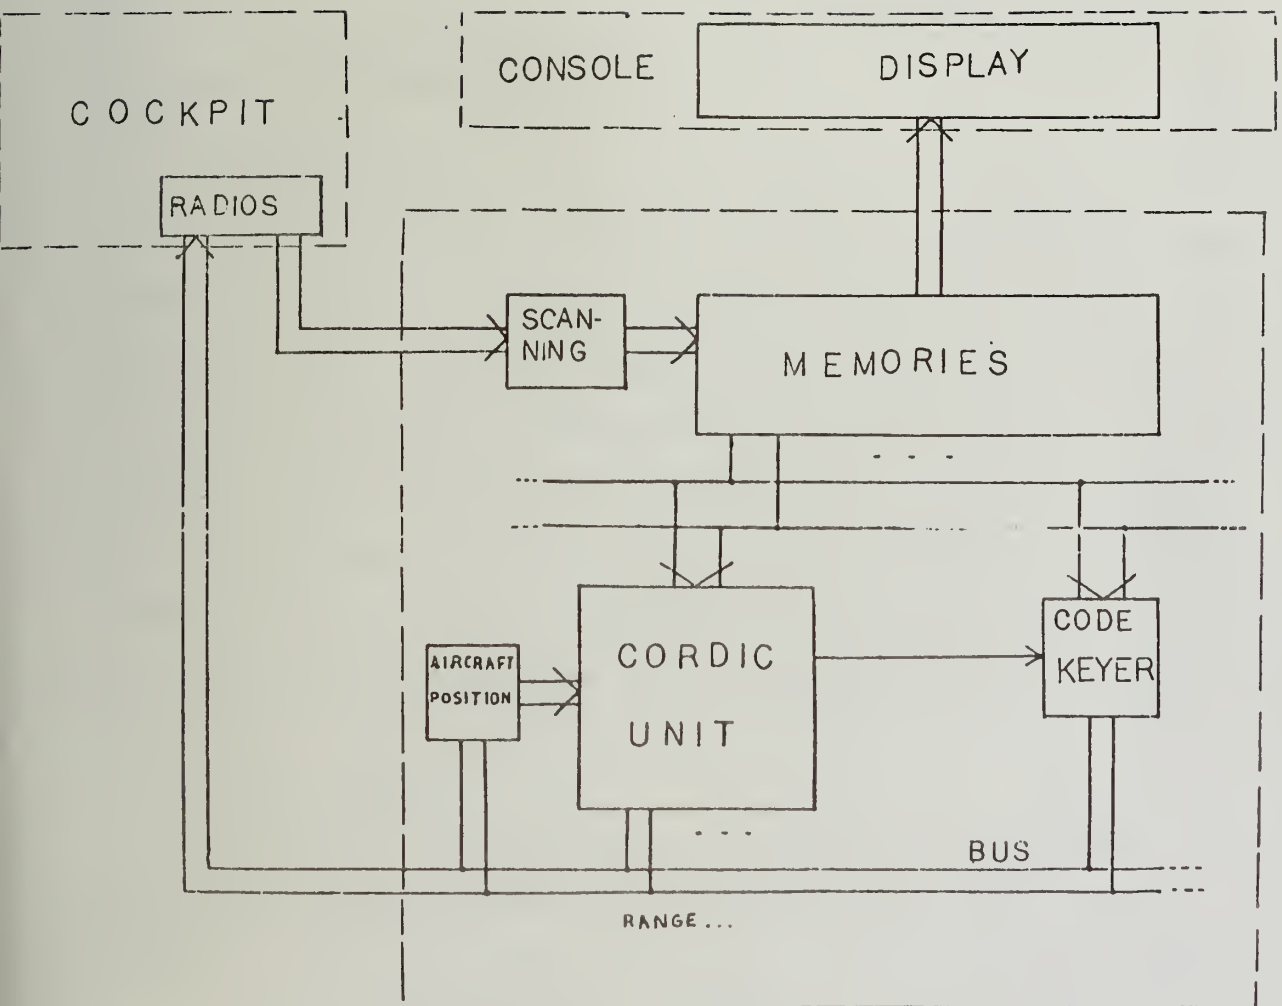 COCKPIT
RADIOS
CONSOLE
DISPLAY
SCAN-
NING
MEMORIES
AIRCRAFT
POSITION
CORDIC
UNIT
CODE
KEYER
BUS
RANGE...